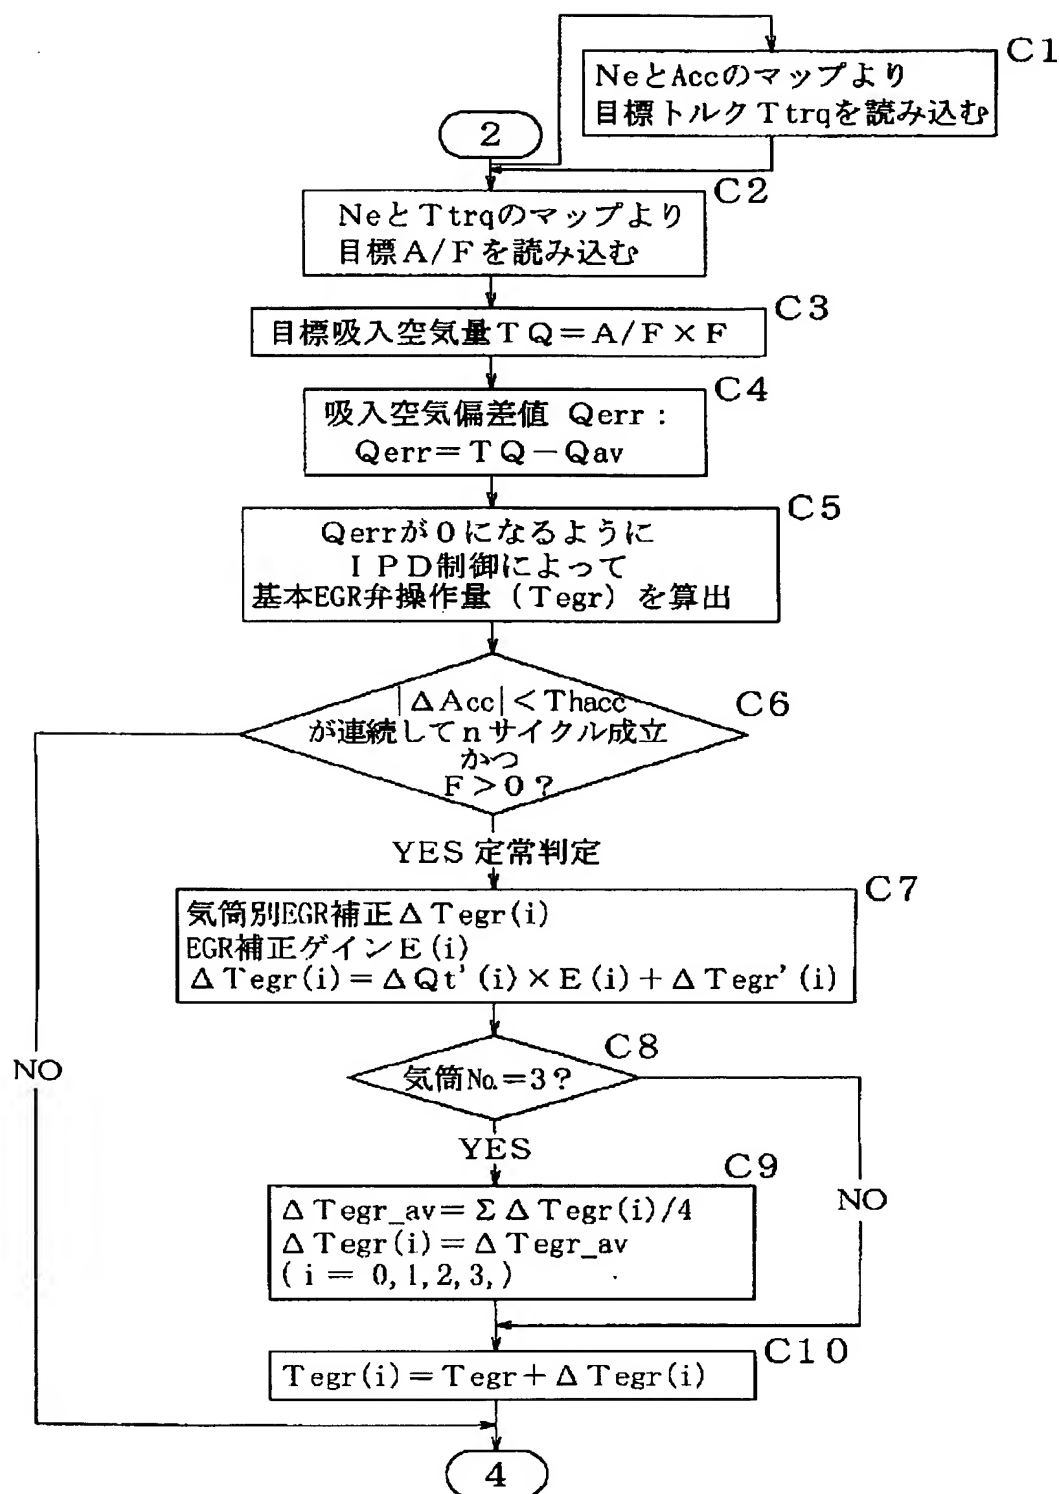 C1
NeとAccのマップより
目標トルクTtrqを読み込む
2
C2
NeとTtrqのマップより
目標A/Fを読み込む
C3
目標吸入空気量TQ=A/F×F
C4
吸入空気偏差値 Qerr:
Qerr=TQ-Qav
C5
Qerrが0になるように
IPD制御によって
基本EGR弁操作量(Tegr)を算出
C6
|ΔAcc|<Thacc
が連続してnサイクル成立
かつ
F>0?
YES 定常判定
C7
気筒別EGR補正ΔTegr(i)
EGR補正ゲインE(i)
ΔTegr(i)=ΔQt'(i)×E(i)+ΔTegr'(i)
C8
NO
気筒No.=3?
YES
C9
NO
ΔTegr_av=ΣΔTegr(i)/4
ΔTegr(i)=ΔTegr_av
(i= 0,1,2,3,)
C10
Tegr(i)=Tegr+ΔTegr(i)
4